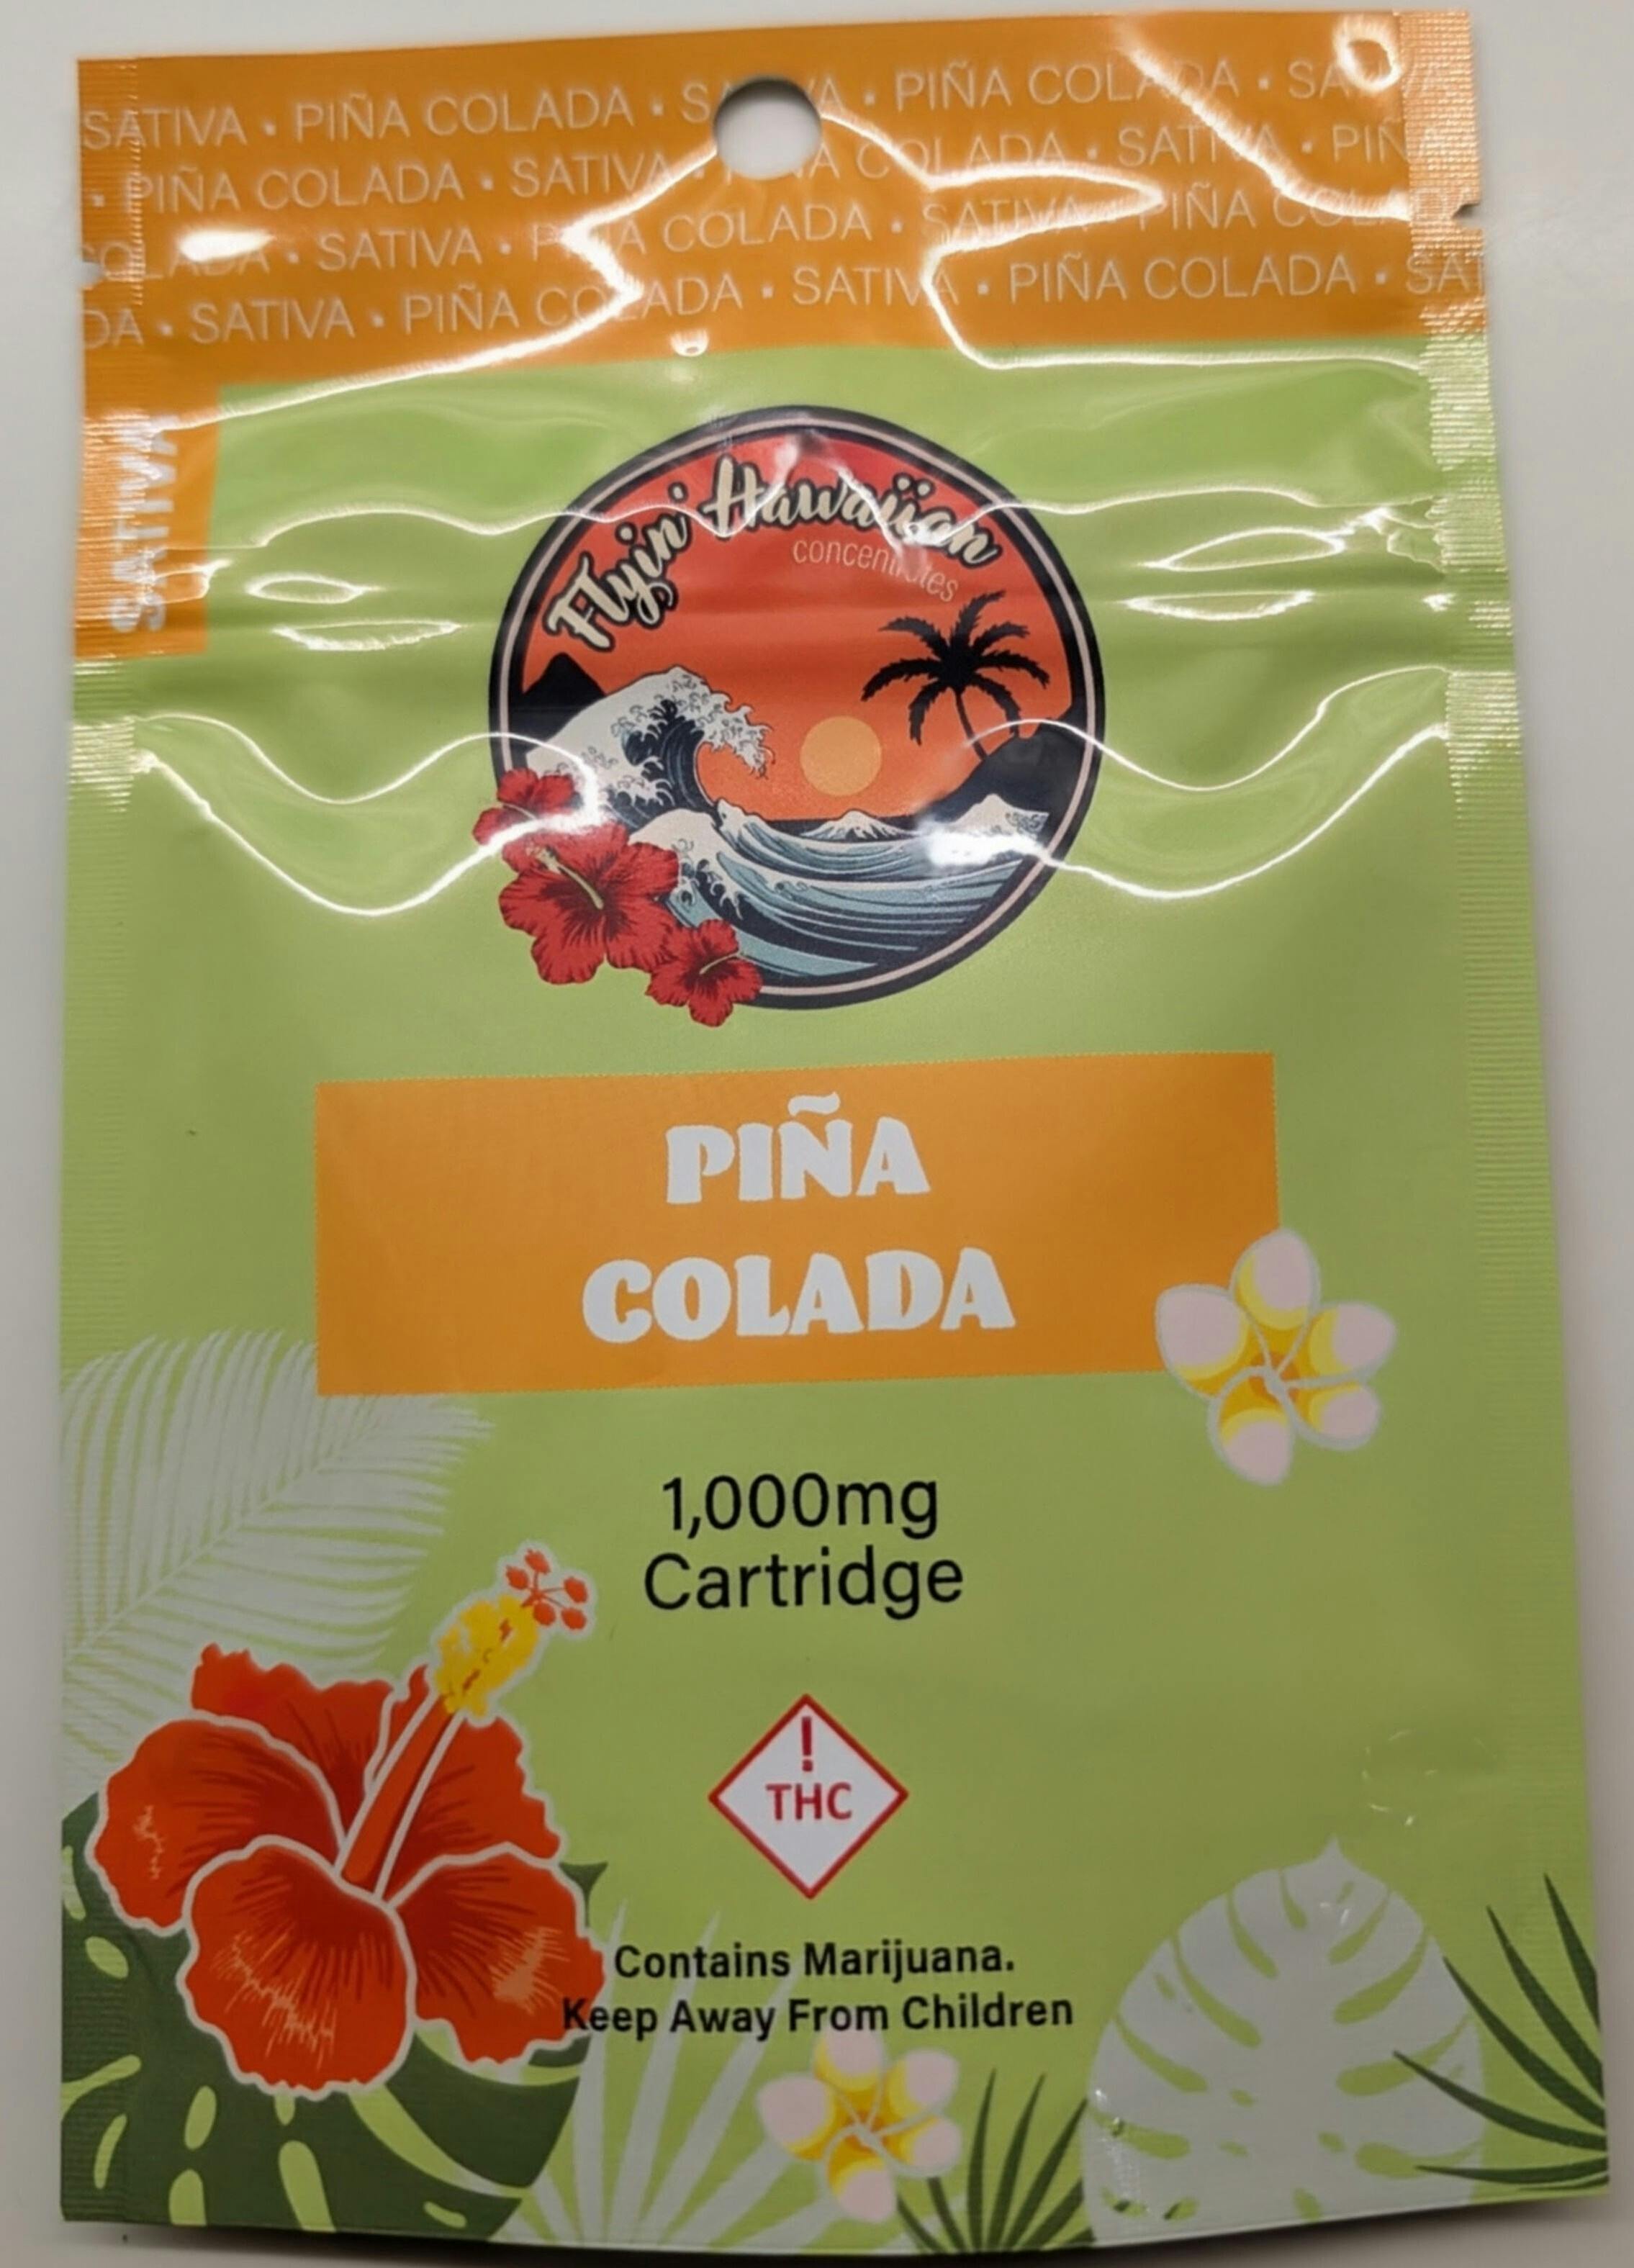 SATIVA • PIÑA COLADA • SATIVA • PIÑA COLADA • SATIVA
• PIÑA COLADA • SATIVA • PIÑA COLADA • SATIVA • PIÑA
COLADA • SATIVA • PIÑA COLADA • SATIVA • PIÑA COLADA
DA • SATIVA • PIÑA COLADA • SATIVA • PIÑA COLADA • SAT
SATIVA
Flyin' Hawaiian
concentrates
PIÑA
COLADA
1,000mg
Cartridge
!
THC
Contains Marijuana.
Keep Away From Children